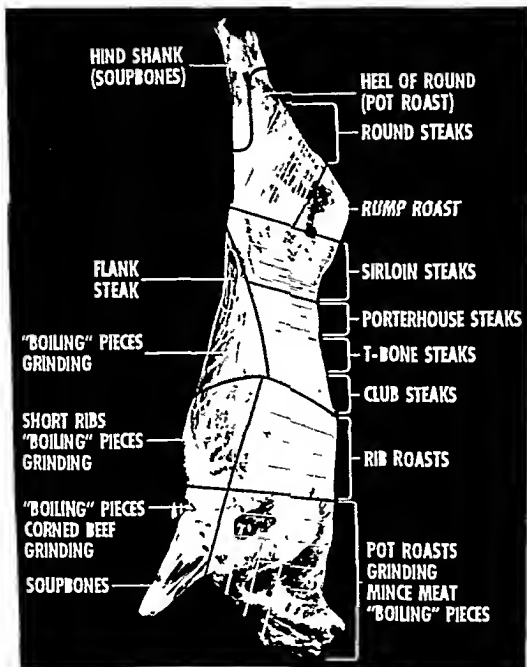 HIND SHANK
(SOUPBONES)
HEEL OF ROUND
(POT ROAST)
ROUND STEAKS
RUMP ROAST
SIRLOIN STEAKS
FLANK
STEAK
PORTERHOUSE STEAKS
"BOILING" PIECES
GRINDING
T-BONE STEAKS
CLUB STEAKS
SHORT RIBS
"BOILING" PIECES
GRINDING
RIB ROASTS
"BOILING" PIECES
CORNED BEEF
GRINDING
SOUPBONES
POT ROASTS
GRINDING
MINCE MEAT
"BOILING" PIECES